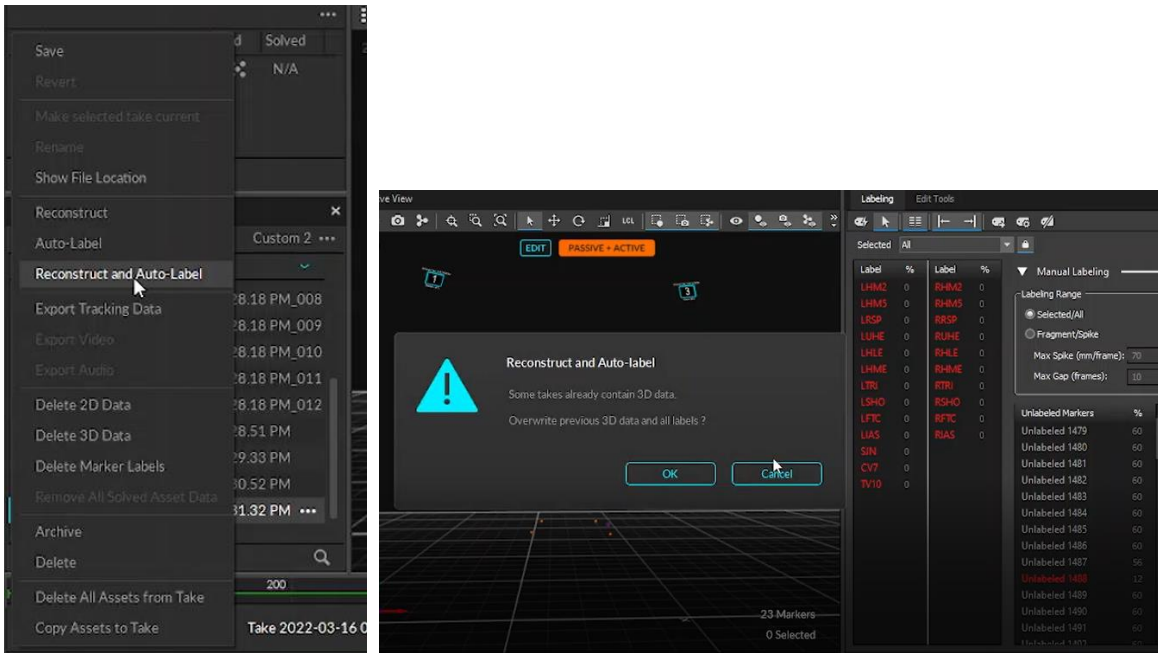 d Solved
N/A
Save
Revert
Make selected take current
Rename
Show File Location
Reconstruct
Auto-Label
Custom 2
Reconstruct and Auto-Label
28.18 PM_008
Export Tracking Data
28.18 PM_009
Export Video
28.18 PM_010
Export Audio
28.18 PM_011
Delete 2D Data
28.18 PM_012
Delete 3D Data
28.51 PM
Delete Marker Labels
29.33 PM
Remove All Solved Asset Data
30.52 PM
31.32 PM
Archive
Delete
200
Delete All Assets from Take
Copy Assets to Take
Take 2022-03-16 0
ve View
LCL
EDIT
PASSIVE + ACTIVE
1
3
Reconstruct and Auto-label
Some takes already contain 3D data.
Overwrite previous 3D data and all labels ?
OK
Cancel
23 Markers
0 Selected
Labeling Edit Tools
Selected All
Label % Label %
LHM2 0 RHM2 0
LHM5 0 RHM5 0
LRSP 0 RRSP 0
LUHE 0 RUHE 0
LHLE 0 RHLE 0
LHME 0 RHME 0
LTRI 0 RTRI 0
LSHO 0 RSHO 0
LFTC 0 RFTC 0
LIAS 0 RIAS 0
SJN 0
CV7 0
TV10 0
Manual Labeling
Labeling Range
Selected/All
Fragment/Spike
Max Spike (mm/frame): 70
Max Gap (frames): 10
Unlabeled Markers %
Unlabeled 1479 60
Unlabeled 1480 60
Unlabeled 1481 60
Unlabeled 1482 60
Unlabeled 1483 60
Unlabeled 1484 60
Unlabeled 1485 60
Unlabeled 1486 60
Unlabeled 1487 56
Unlabeled 1488 12
Unlabeled 1489 60
Unlabeled 1490 60
Unlabeled 1491 60
Unlabeled 1492 60